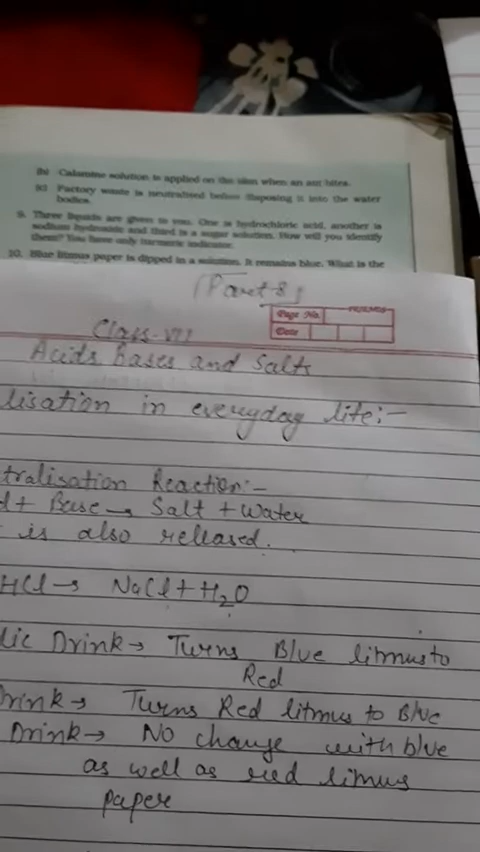 (b) Calamine solution is applied on the skin when an ant bites.
(c) Factory waste is neutralised before disposing it into the water
bodies.
9. Three liquids are given to you. One is hydrochloric acid, another is
sodium hydroxide and third is a sugar solution. How will you identify
them? You have only turmeric indicator.
10. Blue litmus paper is dipped in a solution. It remains blue. What is the
(Part-8)
Page No.
Date
Class-VII
Acids bases and Salts
lisation in everyday life:-
tralisation Reaction:-
d+ Base→ Salt + Water
is also released.
HCl→ NaCl + H2O
lic Drink→ Turns Blue litmus to
Red
Drink→ Turns Red litmus to Blue
Drink→ No change with blue
as well as red limus
paper